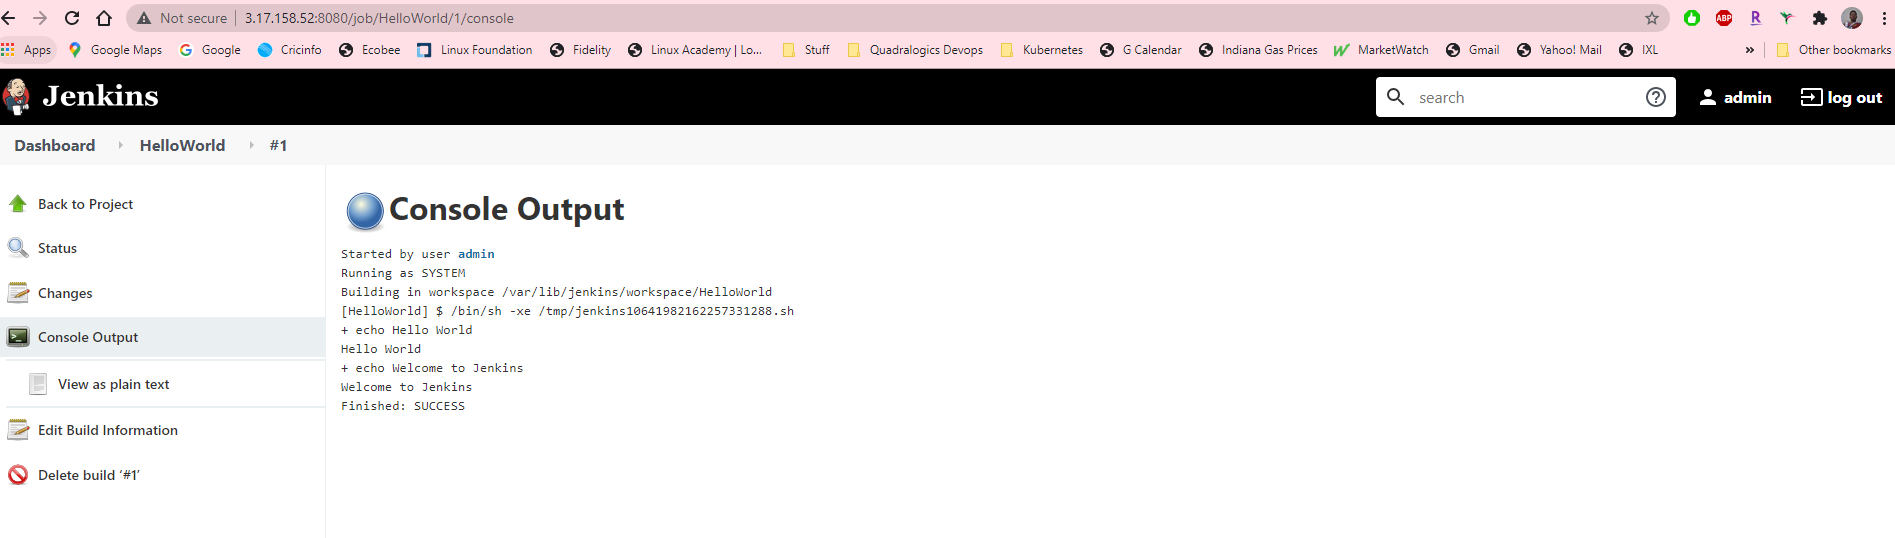 Not secure 3.17.158.52:8080/job/HelloWorld/1/console ABP R
Apps Google Maps Google Cricinfo Ecobee Linux Foundation Fidelity Linux Academy | Lo... Stuff Quadralogics Devops Kubernetes G Calendar Indiana Gas Prices MarketWatch Gmail Yahoo! Mail IXL » Other bookmarks
Jenkins search admin log out
Dashboard HelloWorld #1
Back to Project
Status
Changes
Console Output
View as plain text
Edit Build Information
Delete build ‘#1’
Console Output
Started by user admin
Running as SYSTEM
Building in workspace /var/lib/jenkins/workspace/HelloWorld
[HelloWorld] $ /bin/sh -xe /tmp/jenkins10641982162257331288.sh
+ echo Hello World
Hello World
+ echo Welcome to Jenkins
Welcome to Jenkins
Finished: SUCCESS